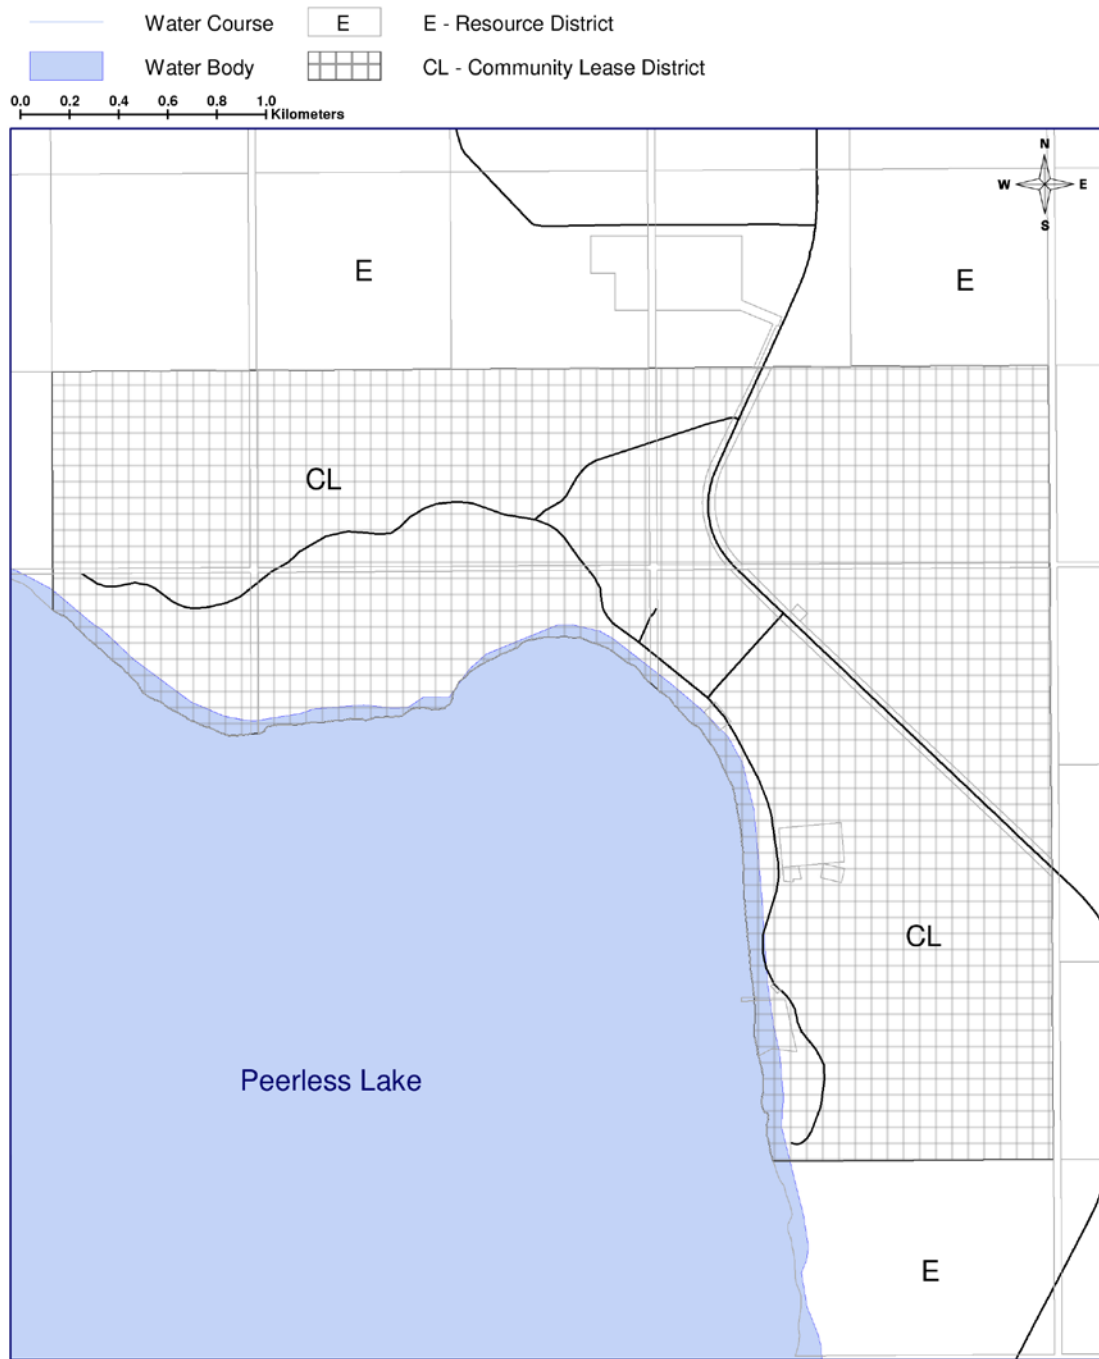 Water Course
E
E - Resource District
Water Body
CL - Community Lease District
0.0 0.2 0.4 0.6 0.8 1.0
Kilometers
N
W E
S
E
E
CL
CL
Peerless Lake
E